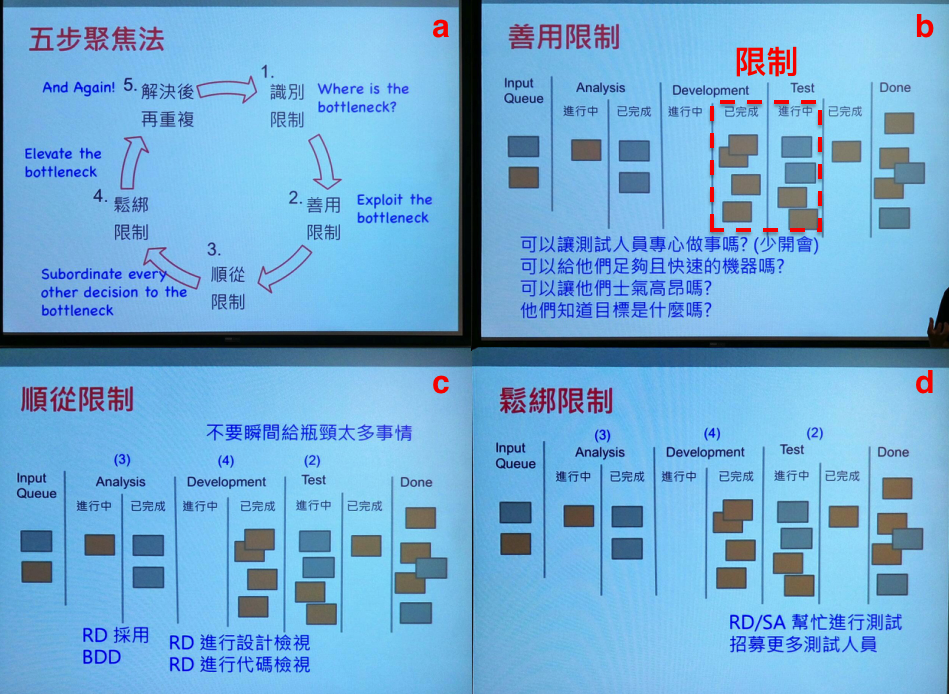 五步聚焦法
a
And Again!
5. 解決後
再重複
1.
識別
限制
Where is the
bottleneck?
Elevate the
bottleneck
4. 鬆綁
限制
2. 善用
限制
Exploit the
bottleneck
3.
順從
限制
Subordinate every
other decision to the
bottleneck
善用限制
b
限制
Input
Queue
Analysis
Development
Test
Done
進行中
已完成
進行中
已完成
進行中
已完成
可以讓測試人員專心做事嗎? (少開會)
可以給他們足夠且快速的機器嗎?
可以讓他們士氣高昂嗎?
他們知道目標是什麼嗎?
順從限制
c
不要瞬間給瓶頸太多事情
(3)
(4)
(2)
Input
Queue
Analysis
Development
Test
Done
進行中
已完成
進行中
已完成
進行中
已完成
RD 採用
BDD
RD 進行設計檢視
RD 進行代碼檢視
鬆綁限制
d
(3)
(4)
(2)
Input
Queue
Analysis
Development
Test
Done
進行中
已完成
進行中
已完成
進行中
已完成
RD/SA 幫忙進行測試
招募更多測試人員